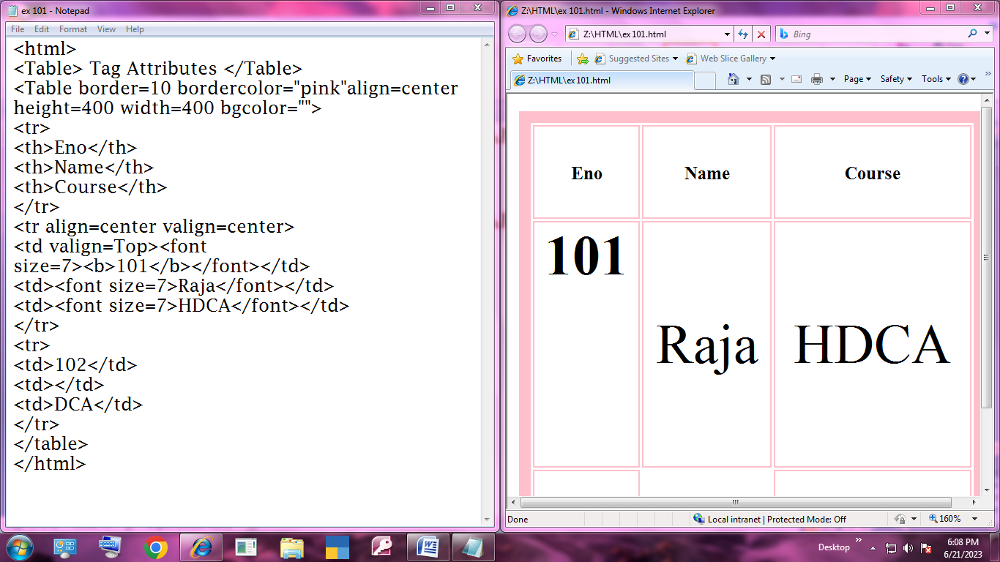 ex 101 - Notepad
File Edit Format View Help
<html>
<Table> Tag Attributes </Table>
<Table border=10 bordercolor="pink"align=center
height=400 width=400 bgcolor="">
<tr>
<th>Eno</th>
<th>Name</th>
<th>Course</th>
</tr>
<tr align=center valign=center>
<td valign=Top><font
size=7><b>101</b></font></td>
<td><font size=7>Raja</font></td>
<td><font size=7>HDCA</font></td>
</tr>
<tr>
<td>102</td>
<td></td>
<td>DCA</td>
</tr>
</table>
</html>
Z:\HTML\ex 101.html - Windows Internet Explorer
Z:\HTML\ex 101.html
Bing
Favorites Suggested Sites Web Slice Gallery
Z:\HTML\ex 101.html
Page Safety Tools
Eno Name Course
101
Raja HDCA
Done Local intranet | Protected Mode: Off 160%
Desktop
6:08 PM
6/21/2023